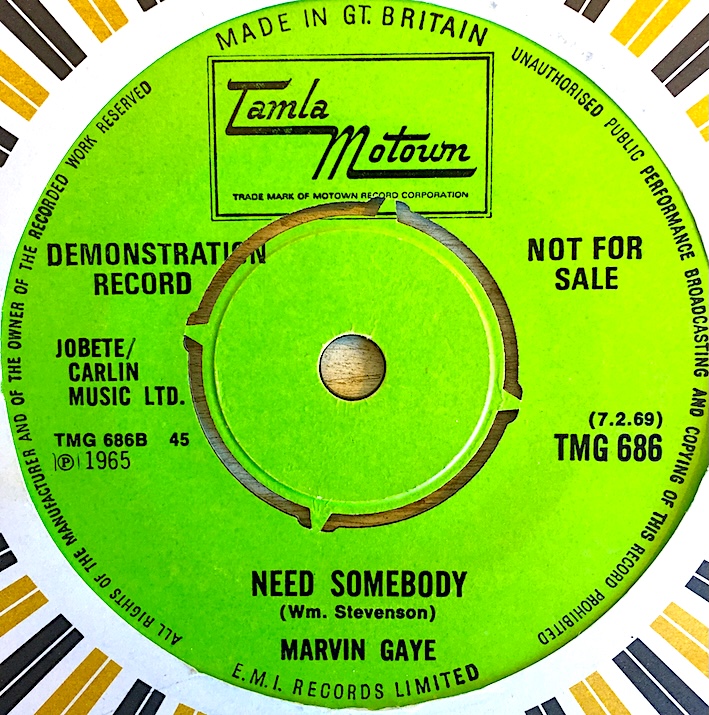 MADE IN GT. BRITAIN
Tamla
Motown
TRADE MARK OF MOTOWN RECORD CORPORATION
DEMONSTRATION
RECORD
NOT FOR
SALE
JOBETE/
CARLIN
MUSIC LTD.
TMG 686B 45
℗ 1965
(7.2.69)
TMG 686
NEED SOMEBODY
(Wm. Stevenson)
MARVIN GAYE
E.M.I. RECORDS LIMITED
ALL RIGHTS OF THE MANUFACTURER AND OF THE OWNER OF THE RECORDED WORK RESERVED
UNAUTHORISED PUBLIC PERFORMANCE BROADCASTING AND COPYING OF THIS RECORD PROHIBITED